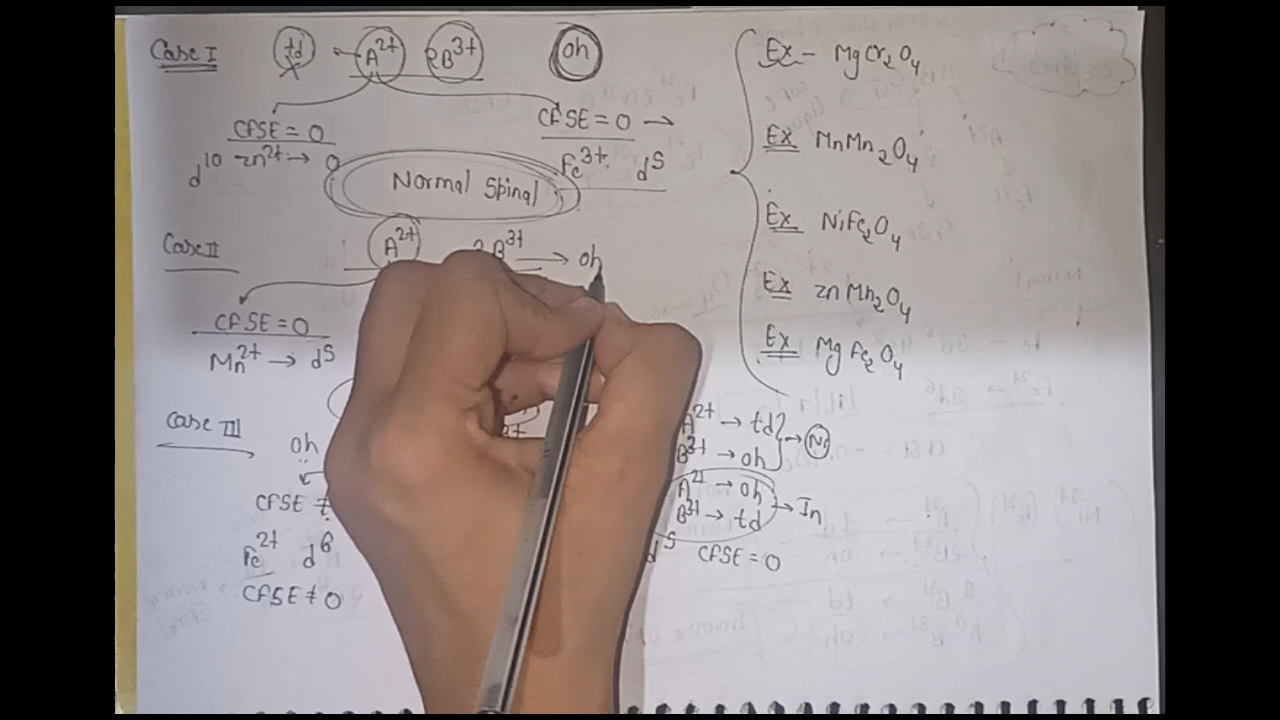 Case I td ← A2+ 2B3+ oh
CFSE = 0
CFSE = 0 →
d10 zn2+ → 0
Fe3+ d5
Normal Spinal
Case II A2+ 2B3+ → oh
CFSE = 0
Mn2+ → d5
Case III oh
CFSE ≠
Fe2+ d6
CFSE ≠ 0
A2+ → td
B3+ → oh
→ N
A2+ → oh
B3+ → td
→ In
d5 CFSE = 0
Ex - MgCr2O4
Ex MnMn2O4
Ex NiFe2O4
Ex znMn2O4
Ex MgFe2O4